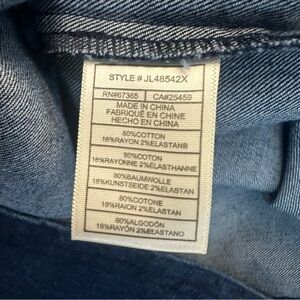 STYLE # JL48542X
RN#67365 CA#25459
MADE IN CHINA
FABRIQUÉ EN CHINE
HECHO EN CHINA
80%COTTON
18%RAYON 2%ELASTANE
80%COTON
18%RAYONNE 2%ELASTHANNE
80%BAUMWOLLE
18%KUNSTSEIDE 2%ELASTAN
80%COTONE
18%RAION 2%ELASTAN
80%ALGODÓN
18%RAYÓN 2%ELASTANO